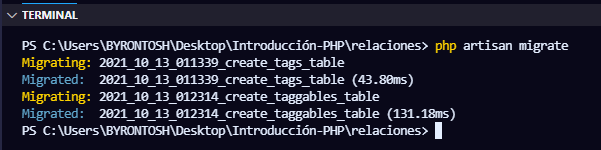 TERMINAL
PS C:\Users\BYRONTOSH\Desktop\Introducción-PHP\relaciones> php artisan migrate
Migrating: 2021_10_13_011339_create_tags_table
Migrated:  2021_10_13_011339_create_tags_table (43.80ms)
Migrating: 2021_10_13_012314_create_taggables_table
Migrated:  2021_10_13_012314_create_taggables_table (131.18ms)
PS C:\Users\BYRONTOSH\Desktop\Introducción-PHP\relaciones>